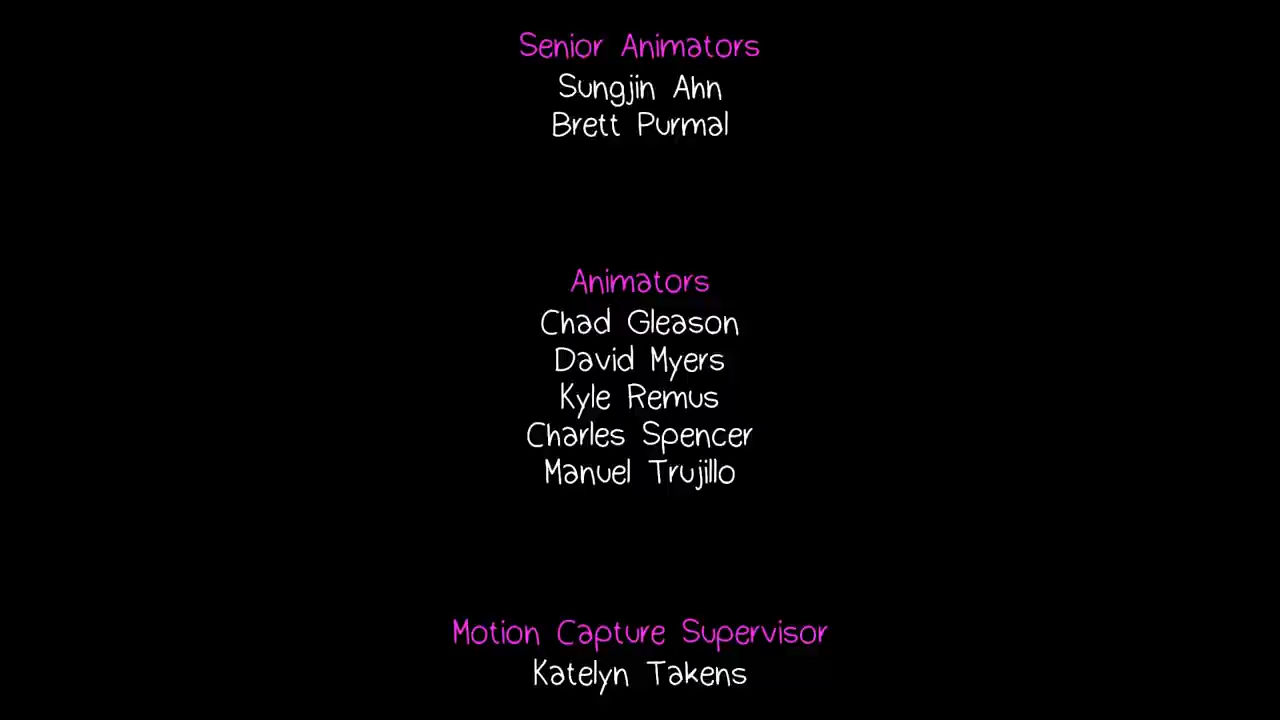 Senior Animators
Sungjin Ahn
Brett Purmal
Animators
Chad Gleason
David Myers
Kyle Remus
Charles Spencer
Manuel Trujillo
Motion Capture Supervisor
Katelyn Takens